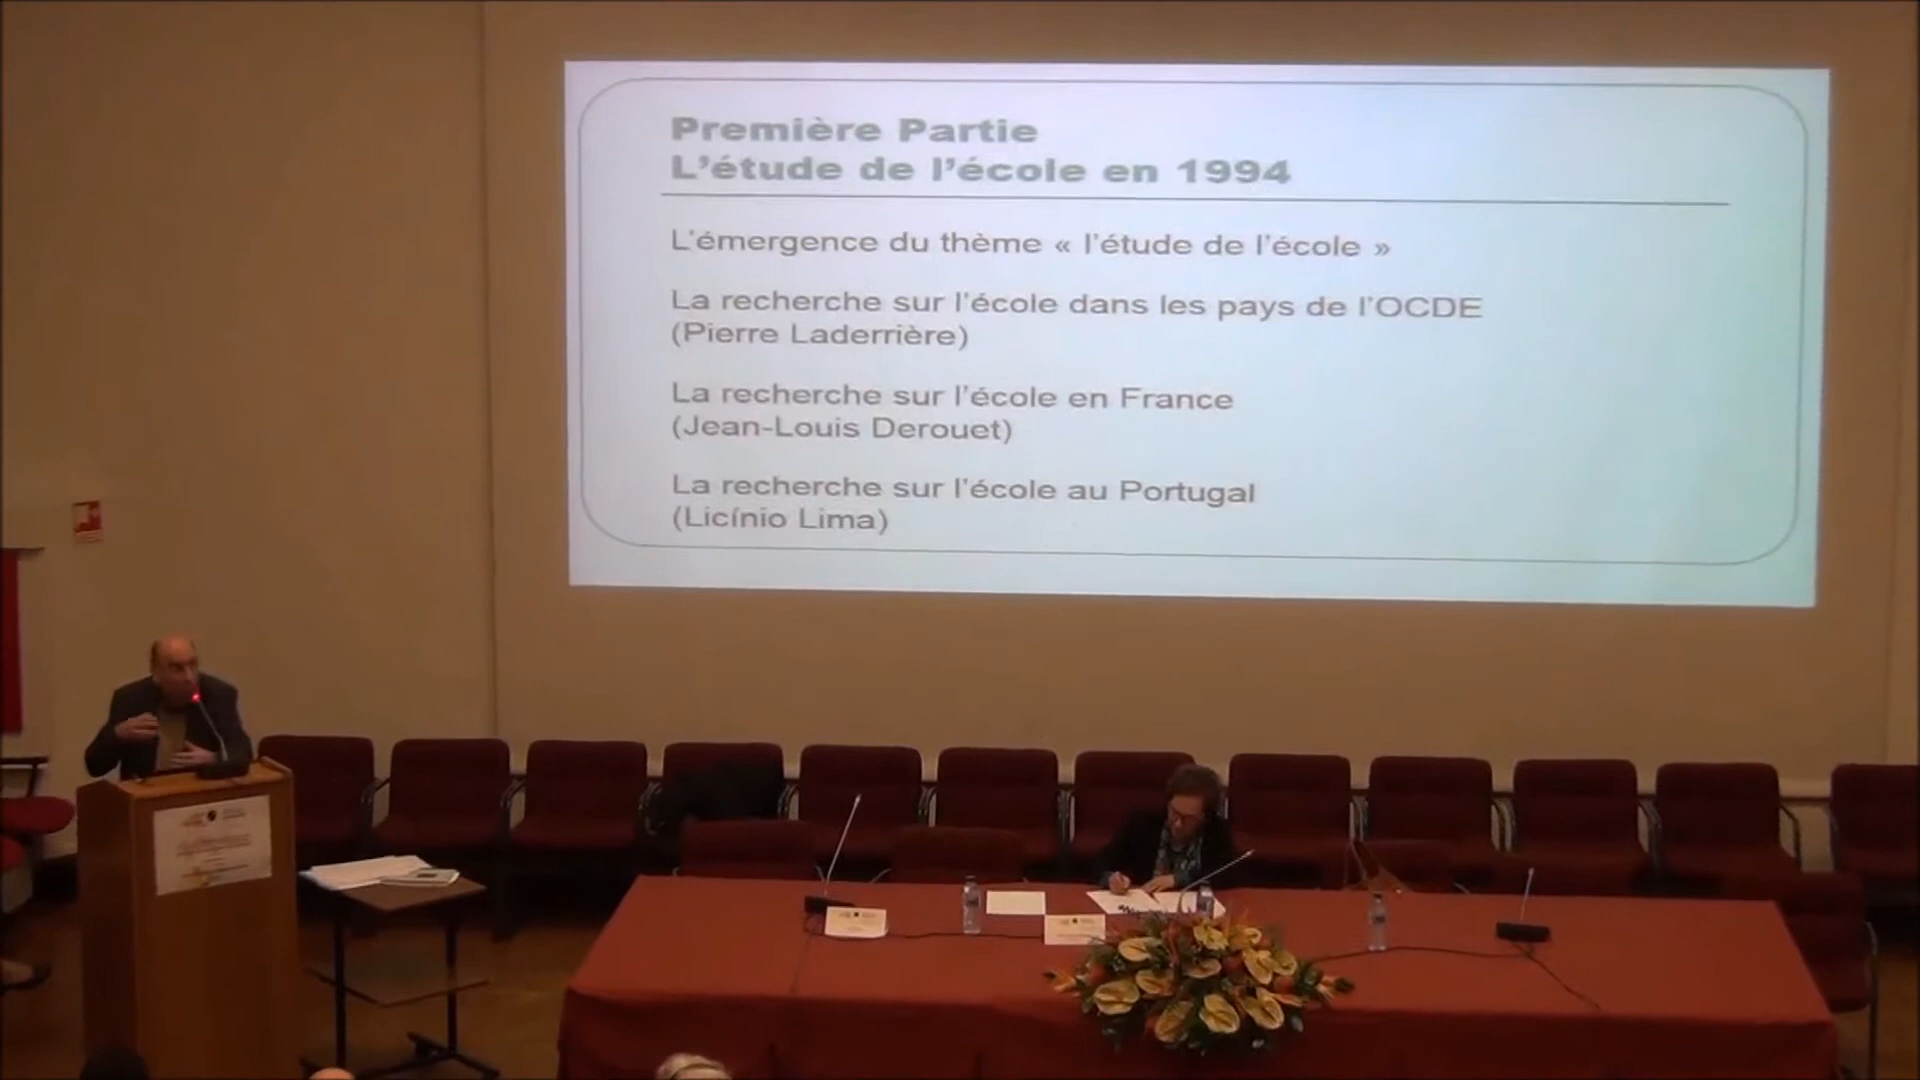 Première Partie
L'étude de l'école en 1994
L'émergence du thème « l'étude de l'école »
La recherche sur l'école dans les pays de l'OCDE
(Pierre Laderrière)
La recherche sur l'école en France
(Jean-Louis Derouet)
La recherche sur l'école au Portugal
(Licínio Lima)